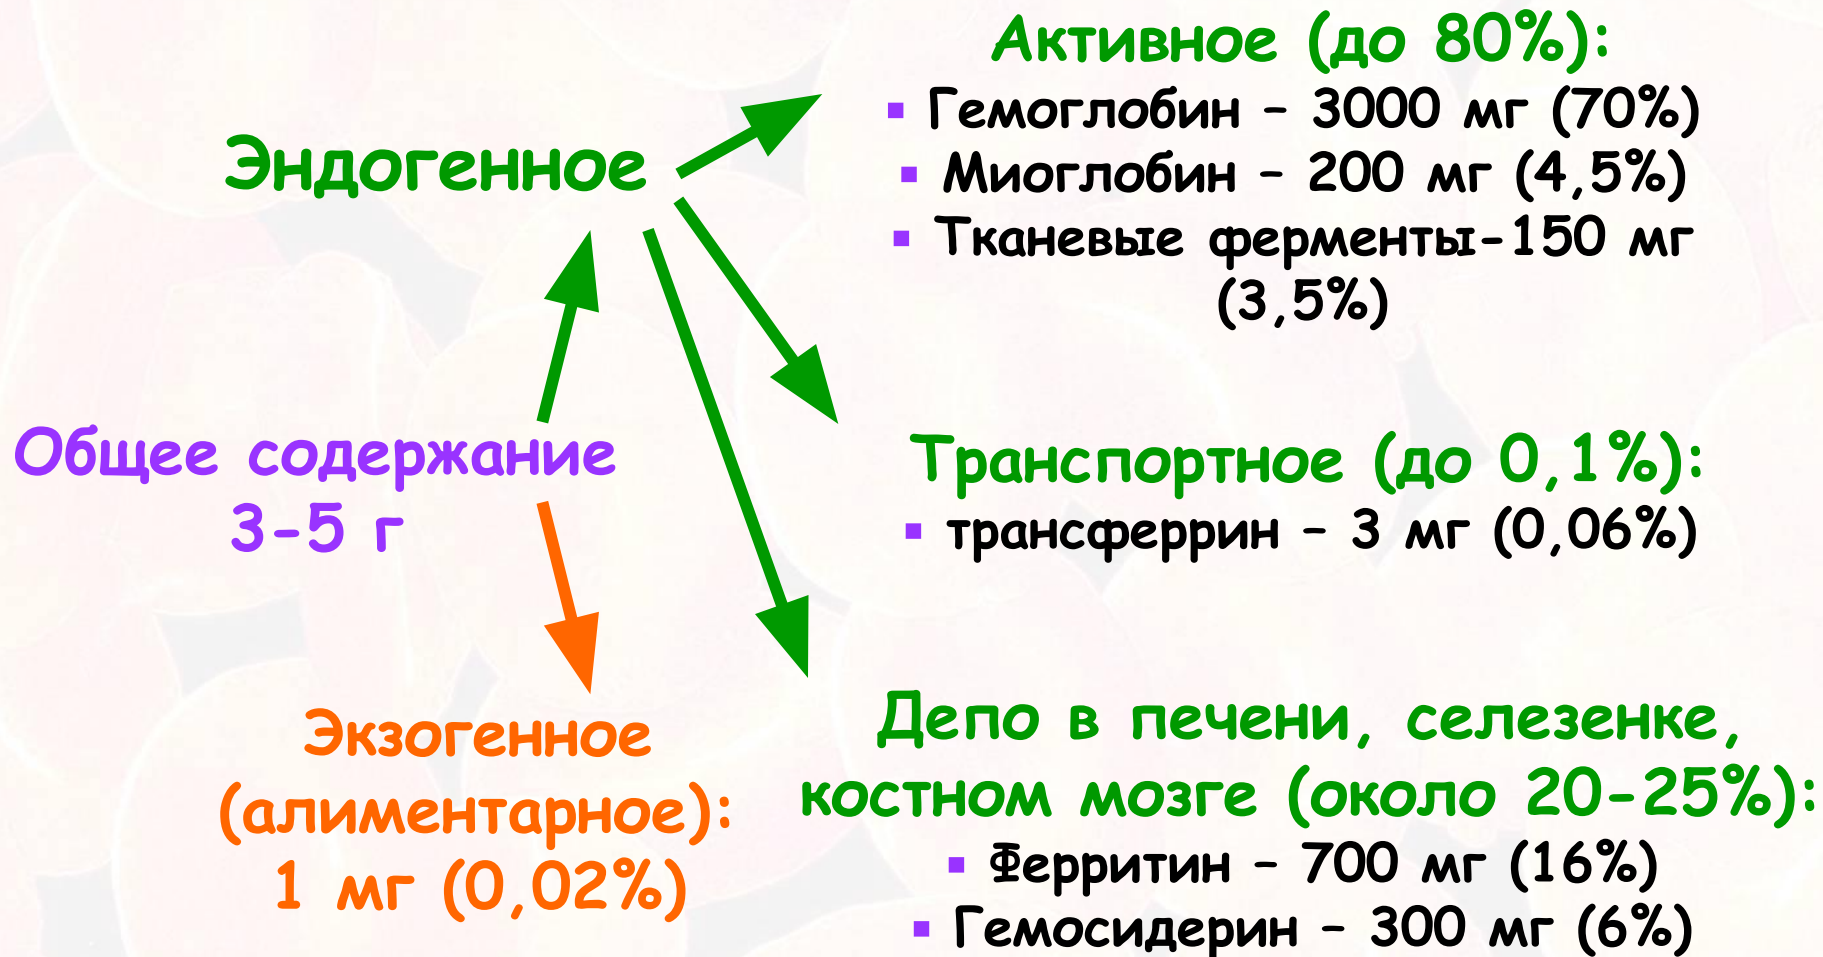 Эндогенное
Общее содержание
3-5 г
Экзогенное
(алиментарное):
1 мг (0,02%)
Активное (до 80%):
▪ Гемоглобин – 3000 мг (70%)
▪ Миоглобин – 200 мг (4,5%)
▪ Тканевые ферменты-150 мг
(3,5%)
Транспортное (до 0,1%):
▪ трансферрин – 3 мг (0,06%)
Депо в печени, селезенке,
костном мозге (около 20-25%):
▪ Ферритин – 700 мг (16%)
▪ Гемосидерин – 300 мг (6%)